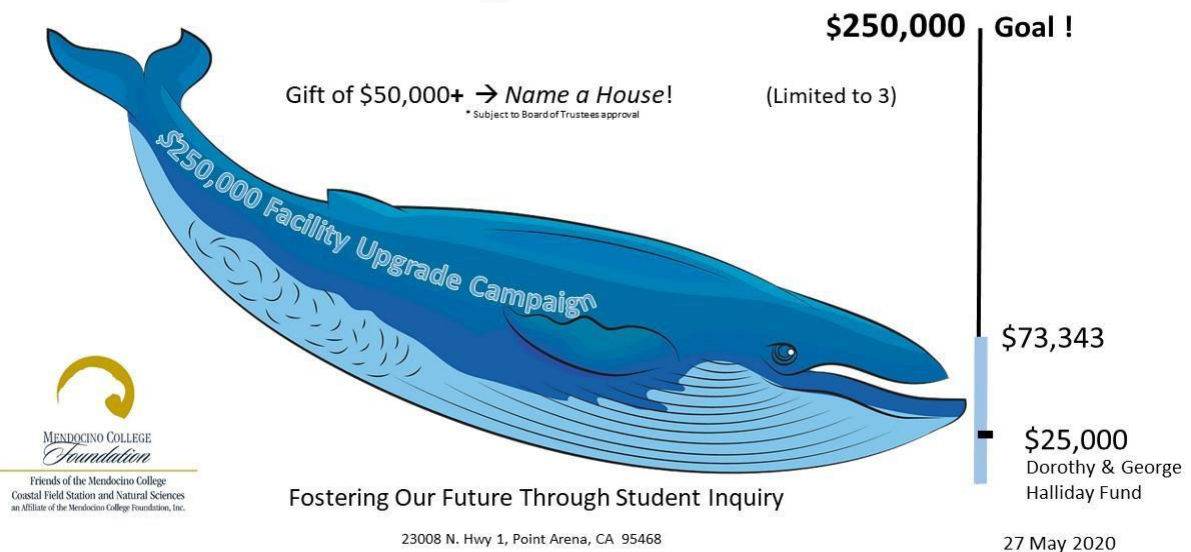 $250,000 Goal !
Gift of $50,000+ → Name a House! (Limited to 3)
* Subject to Board of Trustees approval
$250,000 Facility Upgrade Campaign
$73,343
$25,000
Dorothy & George
Halliday Fund
MENDOCINO COLLEGE
Foundation
Friends of the Mendocino College
Coastal Field Station and Natural Sciences
an Affiliate of the Mendocino College Foundation, Inc.
Fostering Our Future Through Student Inquiry
23008 N. Hwy 1, Point Arena, CA 95468
27 May 2020